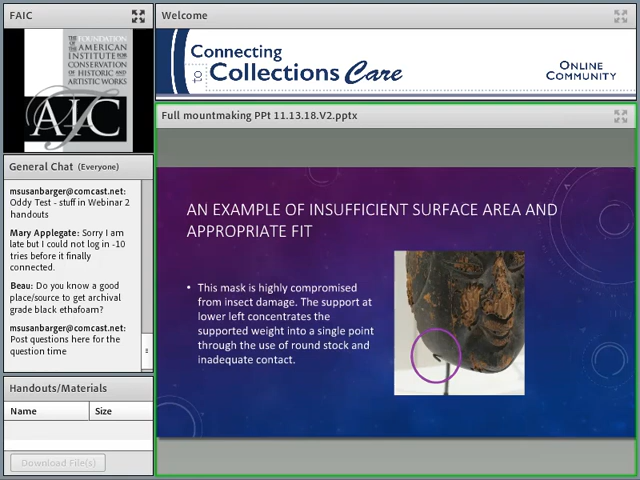 FAIC
THE FOUNDATION
OF THE AMERICAN
INSTITUTE FOR
CONSERVATION
OF HISTORIC AND
ARTISTIC WORKS
AIC
General Chat (Everyone)
msusanbarger@comcast.net:
Oddy Test - stuff in Webinar 2
handouts
Mary Applegate: Sorry I am
late but I could not log in -10
tries before it finally
connected.
Beau: Do you know a good
place/source to get archival
grade black ethafoam?
msusanbarger@comcast.net:
Post questions here for the
question time
Handouts/Materials
Name Size
Download File(s)
Welcome
Connecting
to Collections Care
ONLINE
COMMUNITY
Full mountmaking PPt 11.13.18.V2.pptx
AN EXAMPLE OF INSUFFICIENT SURFACE AREA AND
APPROPRIATE FIT
• This mask is highly compromised
from insect damage. The support at
lower left concentrates the
supported weight into a single point
through the use of round stock and
inadequate contact.